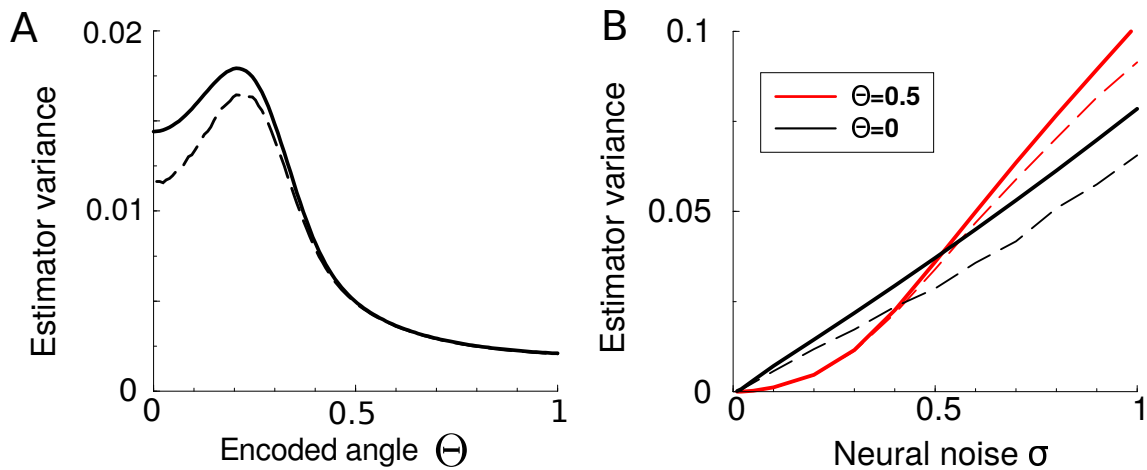 A
0.02
0.01
0
Estimator variance
0
0.5
1
Encoded angle Θ
B
0.1
0.05
0
Estimator variance
Θ=0.5
Θ=0
0
0.5
1
Neural noise σ